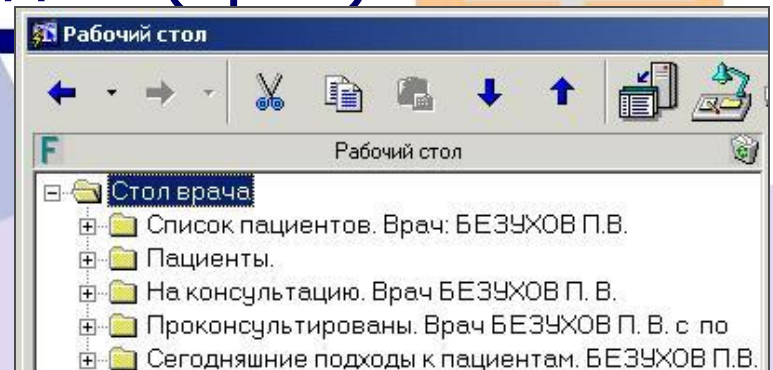 Рабочий стол
F
Рабочий стол
Стол врача
Список пациентов. Врач: БЕЗУХОВ П.В.
Пациенты.
На консультацию. Врач БЕЗУХОВ П. В.
Проконсультированы. Врач БЕЗУХОВ П. В. с по
Сегодняшние подходы к пациентам. БЕЗУХОВ П.В.